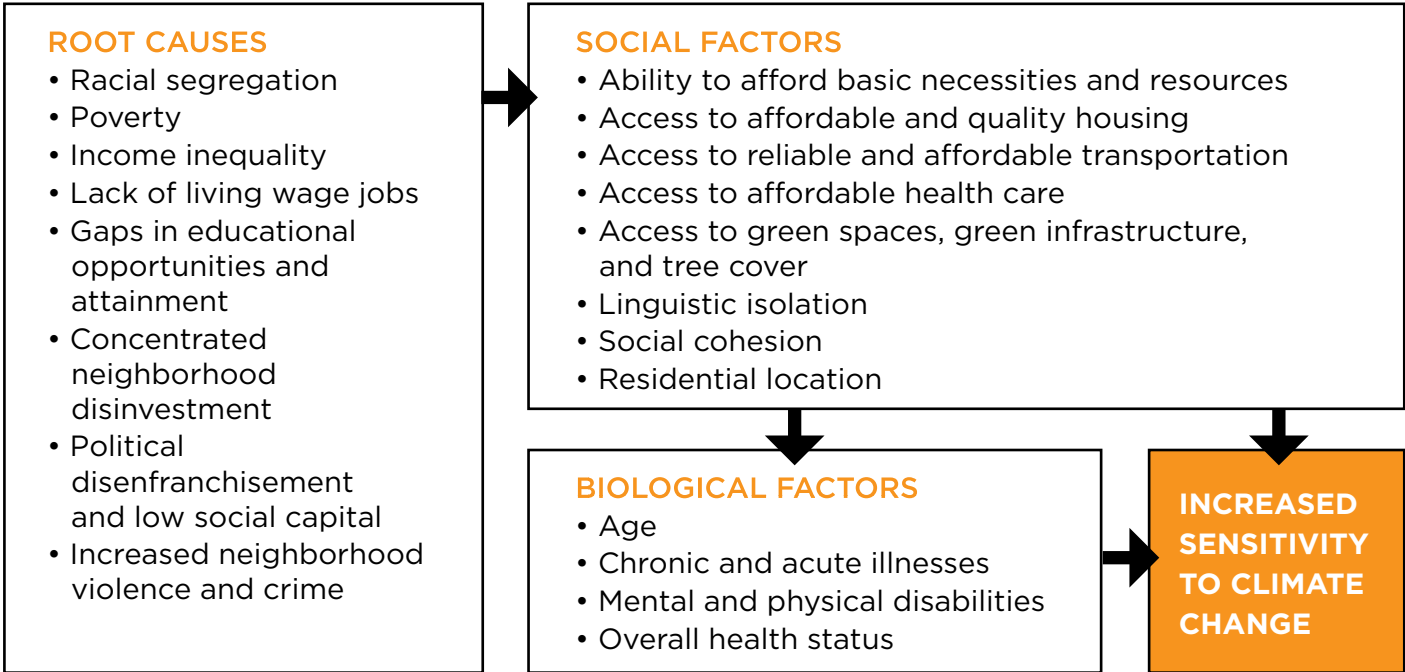 ROOT CAUSES
• Racial segregation
• Poverty
• Income inequality
• Lack of living wage jobs
• Gaps in educational
opportunities and
attainment
• Concentrated
neighborhood
disinvestment
• Political
disenfranchisement
and low social capital
• Increased neighborhood
violence and crime
SOCIAL FACTORS
• Ability to afford basic necessities and resources
• Access to affordable and quality housing
• Access to reliable and affordable transportation
• Access to affordable health care
• Access to green spaces, green infrastructure,
and tree cover
• Linguistic isolation
• Social cohesion
• Residential location
BIOLOGICAL FACTORS
• Age
• Chronic and acute illnesses
• Mental and physical disabilities
• Overall health status
INCREASED
SENSITIVITY
TO CLIMATE
CHANGE